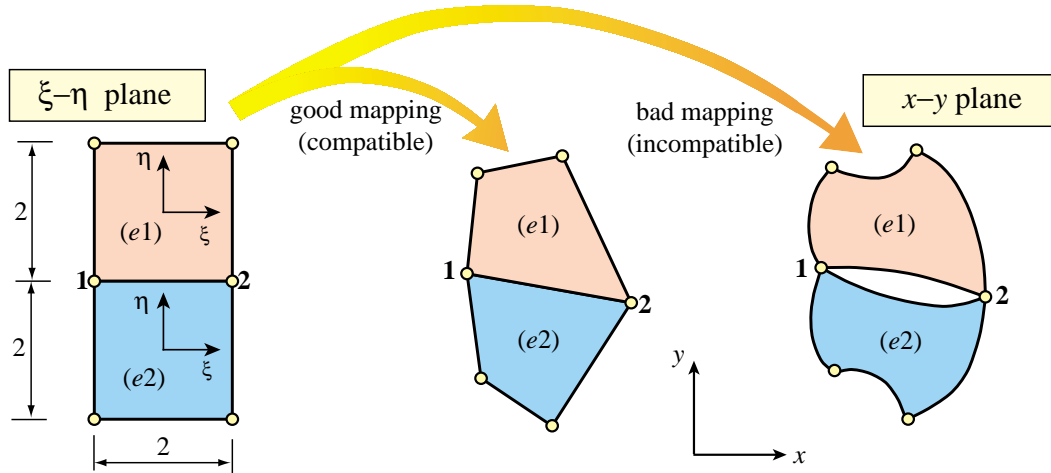 ξ–η plane
good mapping
(compatible)
bad mapping
(incompatible)
x–y plane
η
ξ
(e1)
2
1
2
η
ξ
(e2)
2
2
(e1)
1
2
(e2)
(e1)
1
2
(e2)
y
x